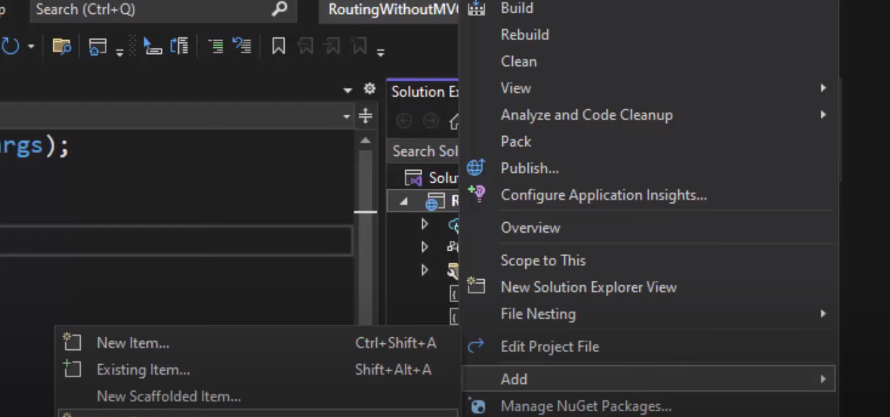 Search (Ctrl+Q)
RoutingWithoutMVC
Build
Rebuild
Clean
View
Analyze and Code Cleanup
Pack
Publish...
Configure Application Insights...
Overview
Scope to This
New Solution Explorer View
File Nesting
Edit Project File
Add
Manage NuGet Packages...
Solution Ex
Search Sol
Solu
args);
New Item... Ctrl+Shift+A
Existing Item... Shift+Alt+A
New Scaffolded Item...